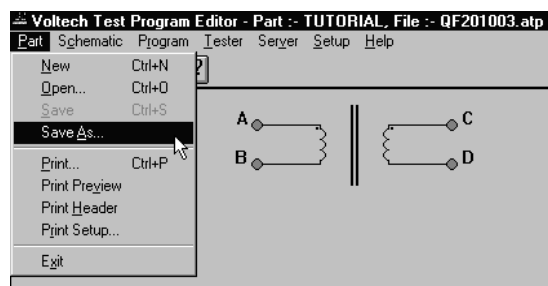 Voltech Test Program Editor - Part :- TUTORIAL, File :- QF201003.atp
Part Schematic Program Tester Server Setup Help
New Ctrl+N
Open... Ctrl+O
Save Ctrl+S
Save As...
Print... Ctrl+P
Print Preview
Print Header
Print Setup...
Exit
A
C
B
D